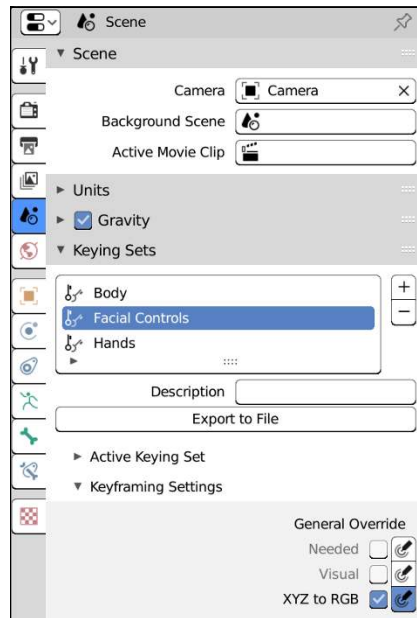 Scene
Scene
Camera Camera
Background Scene
Active Movie Clip
Units
Gravity
Keying Sets
Body
Facial Controls
Hands
Description
Export to File
Active Keying Set
Keyframing Settings
General Override
Needed
Visual
XYZ to RGB